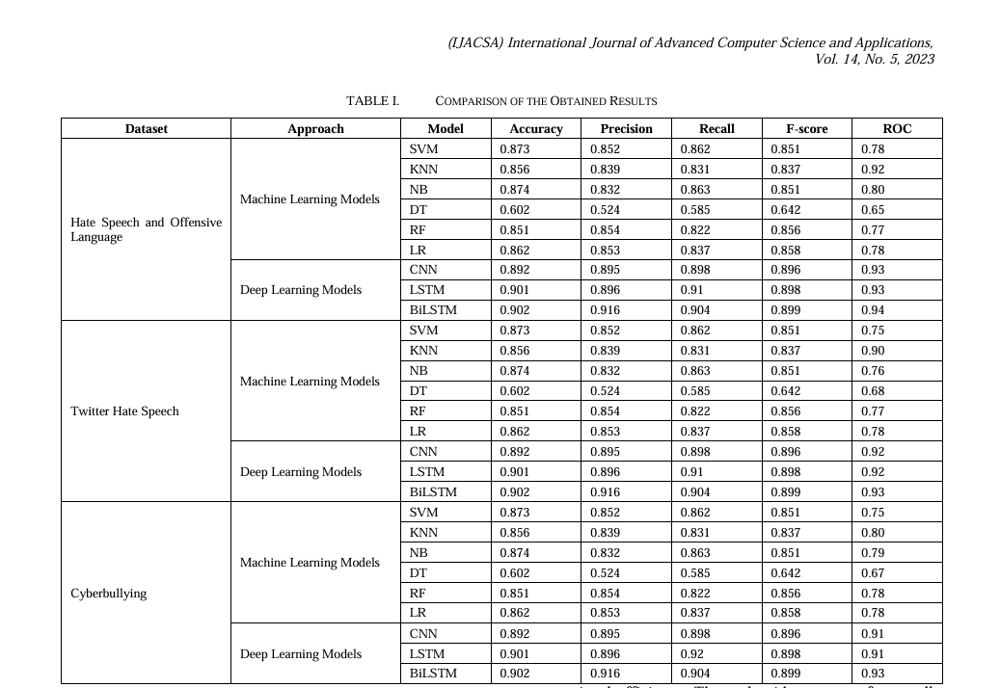 (IJACSA) International Journal of Advanced Computer Science and Applications,
Vol. 14, No. 5, 2023
TABLE I. COMPARISON OF THE OBTAINED RESULTS
Dataset Approach Model Accuracy Precision Recall F-score ROC
Hate Speech and Offensive
Language
Machine Learning Models
SVM 0.873 0.852 0.862 0.851 0.78
KNN 0.856 0.839 0.831 0.837 0.92
NB 0.874 0.832 0.863 0.851 0.80
DT 0.602 0.524 0.585 0.642 0.65
RF 0.851 0.854 0.822 0.856 0.77
LR 0.862 0.853 0.837 0.858 0.78
Deep Learning Models
CNN 0.892 0.895 0.898 0.896 0.93
LSTM 0.901 0.896 0.91 0.898 0.93
BiLSTM 0.902 0.916 0.904 0.899 0.94
Twitter Hate Speech
Machine Learning Models
SVM 0.873 0.852 0.862 0.851 0.75
KNN 0.856 0.839 0.831 0.837 0.90
NB 0.874 0.832 0.863 0.851 0.76
DT 0.602 0.524 0.585 0.642 0.68
RF 0.851 0.854 0.822 0.856 0.77
LR 0.862 0.853 0.837 0.858 0.78
Deep Learning Models
CNN 0.892 0.895 0.898 0.896 0.92
LSTM 0.901 0.896 0.91 0.898 0.92
BiLSTM 0.902 0.916 0.904 0.899 0.93
Cyberbullying
Machine Learning Models
SVM 0.873 0.852 0.862 0.851 0.75
KNN 0.856 0.839 0.831 0.837 0.80
NB 0.874 0.832 0.863 0.851 0.79
DT 0.602 0.524 0.585 0.642 0.67
RF 0.851 0.854 0.822 0.856 0.78
LR 0.862 0.853 0.837 0.858 0.78
Deep Learning Models
CNN 0.892 0.895 0.898 0.896 0.91
LSTM 0.901 0.896 0.92 0.898 0.91
BiLSTM 0.902 0.916 0.904 0.899 0.93